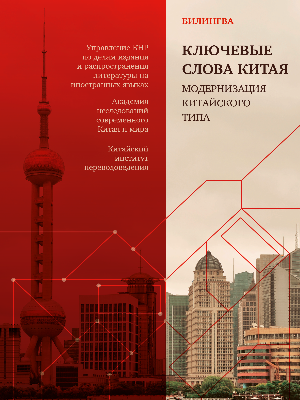 БИЛИНГВА
КЛЮЧЕВЫЕ
СЛОВА КИТАЯ
МОДЕРНИЗАЦИЯ
КИТАЙСКОГО
ТИПА
Управление КНР
по делам издания
и распространения
литературы на
иностранных языках
Академия
исследований
современного
Китая и мира
Китайский
институт
переводоведения